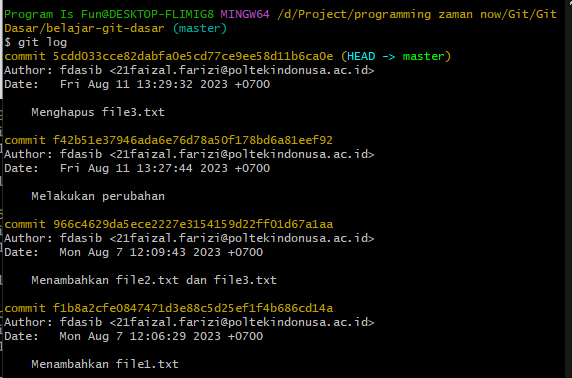 Program Is Fun@DESKTOP-FLIMIG8 MINGW64 /d/Project/programming zaman now/Git/Git
Dasar/belajar-git-dasar (master)
$ git log
commit 5cdd033cce82dabfa0e5cd77ce9ee58d11b6ca0e (HEAD -> master)
Author: fdasib <21faizal.farizi@poltekindonusa.ac.id>
Date:   Fri Aug 11 13:29:32 2023 +0700
    Menghapus file3.txt
commit f42b51e37946ada6e76d78a50f178bd6a81eef92
Author: fdasib <21faizal.farizi@poltekindonusa.ac.id>
Date:   Fri Aug 11 13:27:44 2023 +0700
    Melakukan perubahan
commit 966c4629da5ece2227e3154159d22ff01d67a1aa
Author: fdasib <21faizal.farizi@poltekindonusa.ac.id>
Date:   Mon Aug 7 12:09:43 2023 +0700
    Menambahkan file2.txt dan file3.txt
commit f1b8a2cfe0847471d3e88c5d25ef1f4b686cd14a
Author: fdasib <21faizal.farizi@poltekindonusa.ac.id>
Date:   Mon Aug 7 12:06:29 2023 +0700
    Menambahkan file1.txt